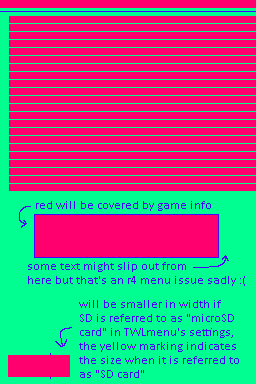 red will be covered by game info
some text might slip out from
here but that's an r4 menu issue sadly :(
will be smaller in width if
SD is referred to as "microSD
card" in TWLmenu's settings,
the yellow marking indicates
the size when it is referred to
as "SD card"